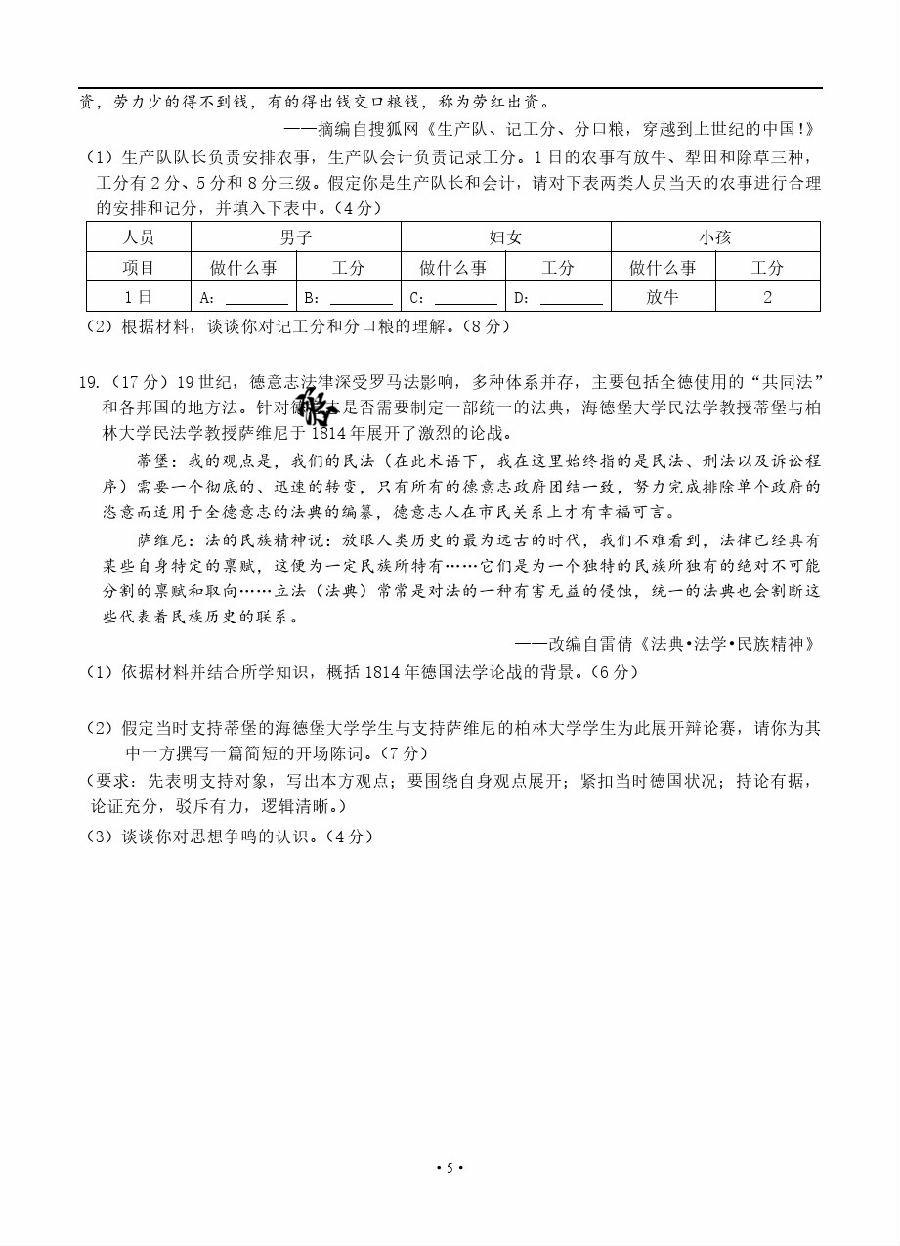 资，劳力少的得不到钱，有的得出钱交口粮钱，称为劳红出资。
——摘编自搜狐网《生产队、记工分、分口粮，穿越到上世纪的中国！》
（1）生产队队长负责安排农事，生产队会计负责记录工分。1日的农事有放牛、犁田和除草三种，
工分有2分、5分和8分三级。假定你是生产队长和会计，请对下表两类人员当天的农事进行合理
的安排和记分，并填入下表中。（4分）
人员 男子 妇女 小孩
项目 做什么事 工分 做什么事 工分 做什么事 工分
1日 A：______ B：______ C：______ D：______ 放牛 2
（2）根据材料，谈谈你对记工分和分口粮的理解。（8分）
19.（17分）19世纪，德意志法律深受罗马法影响，多种体系并存，主要包括全德使用的“共同法”
和各邦国的地方法。针对德 是否需要制定一部统一的法典，海德堡大学民法学教授蒂堡与柏
林大学民法学教授萨维尼于1814年展开了激烈的论战。
蒂堡：我的观点是，我们的民法（在此术语下，我在这里始终指的是民法、刑法以及诉讼程
序）需要一个彻底的、迅速的转变，只有所有的德意志政府团结一致，努力完成排除单个政府的
恣意而适用于全德意志的法典的编纂，德意志人在市民关系上才有幸福可言。
萨维尼：法的民族精神说：放眼人类历史的最为远古的时代，我们不难看到，法律已经具有
某些自身特定的禀赋，这便为一定民族所特有……它们是为一个独特的民族所独有的绝对不可能
分割的禀赋和取向……立法（法典）常常是对法的一种有害无益的侵蚀，统一的法典也会割断这
些代表着民族历史的联系。
——改编自雷倩《法典•法学•民族精神》
（1）依据材料并结合所学知识，概括1814年德国法学论战的背景。（6分）
（2）假定当时支持蒂堡的海德堡大学学生与支持萨维尼的柏林大学学生为此展开辩论赛，请你为其
中一方撰写一篇简短的开场陈词。（7分）
（要求：先表明支持对象，写出本方观点；要围绕自身观点展开；紧扣当时德国状况；持论有据，
论证充分，驳斥有力，逻辑清晰。）
（3）谈谈你对思想争鸣的认识。（4分）
• 5 •